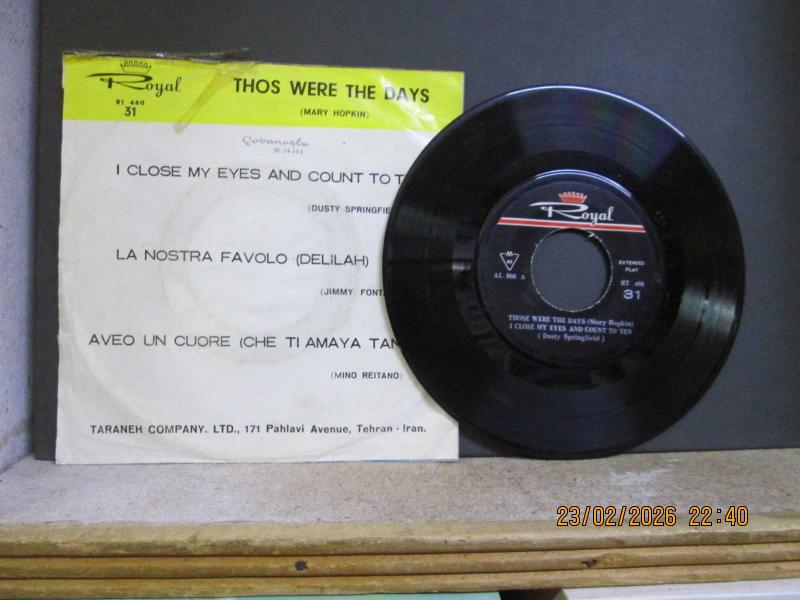 Royal
RT 480
31
THOS WERE THE DAYS
(MARY HOPKIN)
Çobanoğlu
I CLOSE MY EYES AND COUNT TO T
(DUSTY SPRINGFIE
LA NOSTRA FAVOLO (DELILAH)
(JIMMY FONT
AVEO UN CUORE (CHE TI AMAYA TAN
(MINO REITANO)
TARANEH COMPANY. LTD., 171 Pahlavi Avenue, Tehran - Iran.
Royal
45
A.L. 860 A
EXTENDED
PLAY
RT 480
31
THOSE WERE THE DAYS (Mary Hopkin)
I CLOSE MY EYES AND COUNT TO TEN
( Dusty Springfield )
23/02/2026 22:40